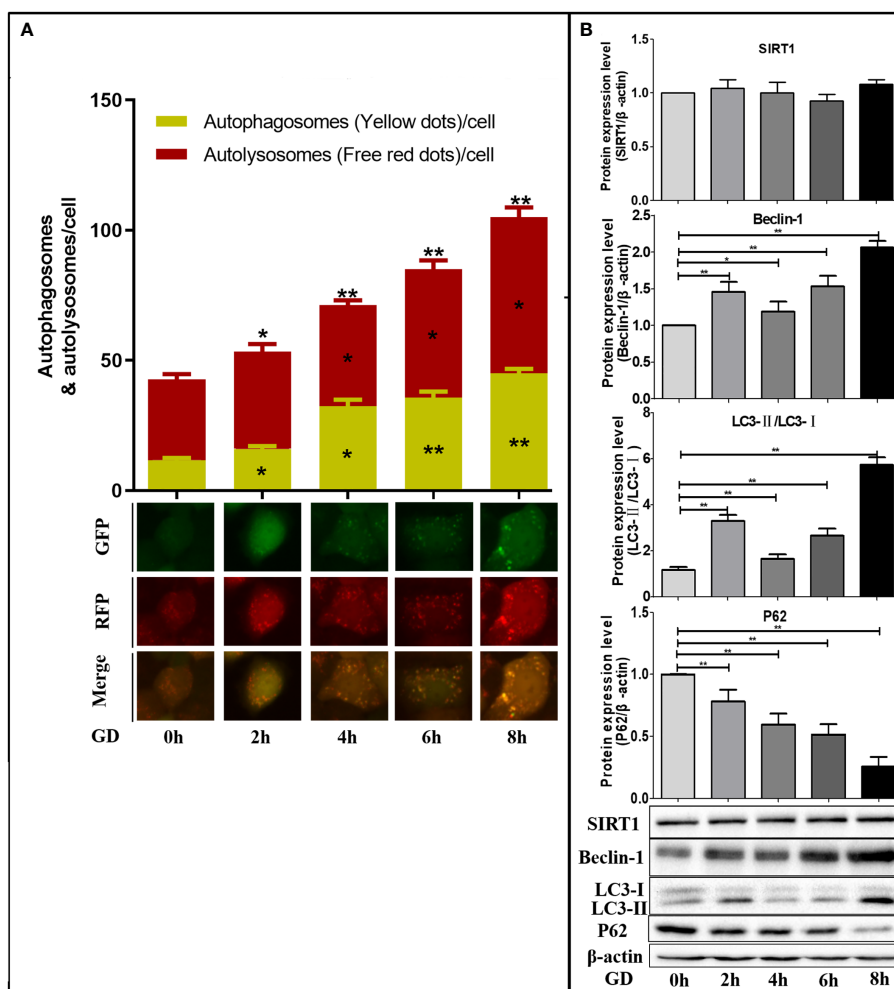 A
150
100
50
0
Autophagosomes
& autolysosomes/cell
Autophagosomes (Yellow dots)/cell
Autolysosomes (Free red dots)/cell
*
**
**
**
*
*
*
*
*
**
**
GFP
RFP
Merge
GD 0h 2h 4h 6h 8h
B
SIRT1
Protein expression level
(SIRT1/β -actin)
1.5
1.0
0.5
0.0
Beclin-1
Protein expression level
(Beclin-1/β -actin)
2.5
2.0
1.5
1.0
0.5
0.0
**
**
*
**
LC3-Ⅱ/LC3-Ⅰ
Protein expression level
(LC3-Ⅱ/LC3-Ⅰ)
8
6
4
2
0
**
**
**
**
P62
Protein expression level
(P62/β -actin)
1.5
1.0
0.5
0.0
**
**
**
**
SIRT1
Beclin-1
LC3-I
LC3-II
P62
β-actin
GD 0h 2h 4h 6h 8h